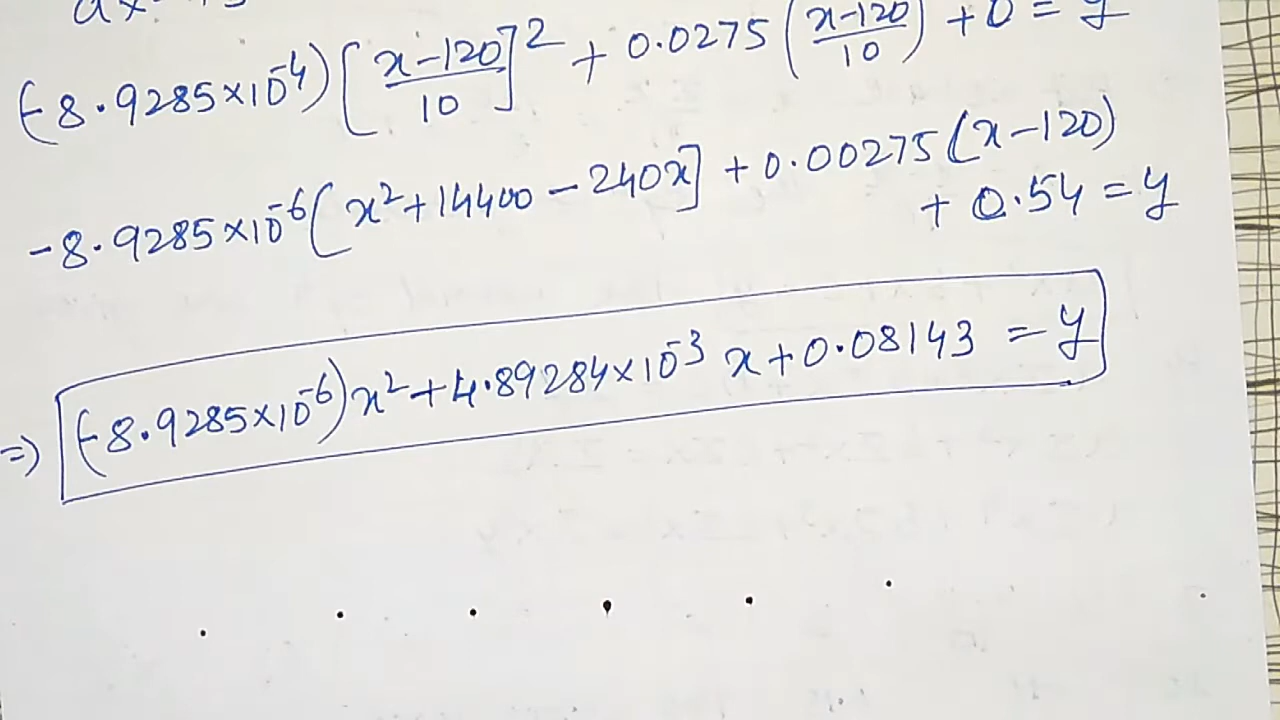 (-8.9285×10⁻⁴) [(x-120)/10]² + 0.0275 ((x-120)/10) + 0 = y
-8.9285×10⁻⁶ [x²+14400-240x] + 0.00275 (x-120)
+ 0.54 = y
=> (-8.9285×10⁻⁶)x²+4.89284×10⁻³ x+0.08143 = y